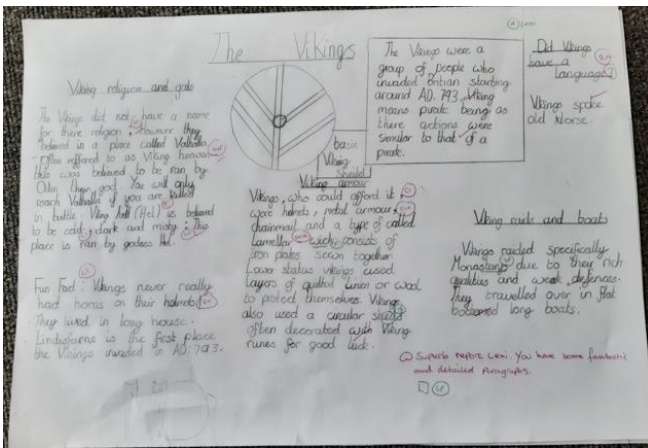 The Vikings
Viking religion and gods
The Vikings did not have a name
for there religion. However they
believed in a place called Valhalla
- Often reffered to as Viking heaven
this was believed to be ran by
Odin their god. You will only
reach Valhalla if you are killed
in battle. Viking Hell (Hel) is believed
to be cold, dark and misty. This
place is ran by godess Hel.
Fun Fact: Vikings never really
had horns on their helmets!
- They lived in long house.
- Lindisfarne is the first place
the Vikings invaded in AD.793.
basic
Viking
Shield
Viking armour
Vikings, who could afford it,
wore helmets, metal armour,
chainmail and a type of called
Lamellar wich consists of
iron plates sewn together.
Lower status vikings used
layers of quilted linen or wool
to protect themselves. Viking
also used a circular shield
often decorated with Viking
runes for good luck.
The Vikings were a
group of people who
invaded Britian starting
around AD.793. Viking
means pirate being as
there actions were
similar to that of a
pirate.
Lexi
Did Vikings
have a
Language?
Vikings spoke
old Norse.
Viking raids and boats
Vikings raided specifically
Monastarys due to their rich
qualities and weak defences.
They travelled over in flat
bottomed long boats.
Superb report Lexi. You have some fantastic
and detailed paragraphs.